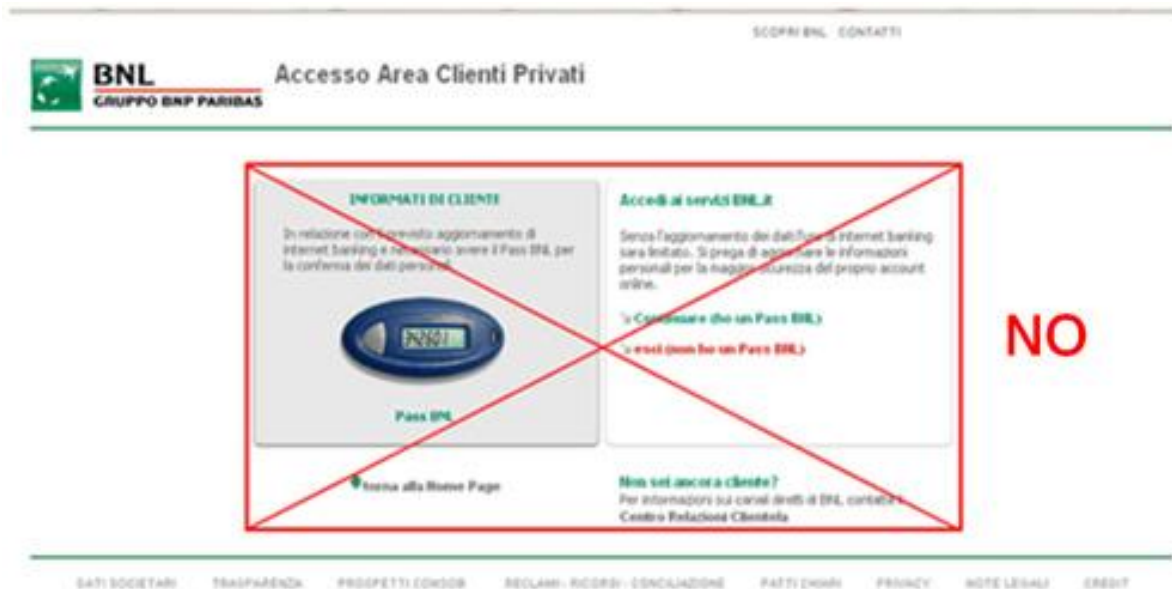 SCOPRI BNL CONTATTI
BNL
GRUPPO BNP PARIBAS
Accesso Area Clienti Privati
INFORMATI DI CLIENTE
In relazione con il previsto aggiornamento di
internet banking e necessario avere il Pass BNL per
la conferma dei dati personali.
342601
Pass BNL
Accedi ai servizi BNL.it
Senza l'aggiornamento dei dati l'uso di internet banking
sara limitato. Si prega di aggiornare le informazioni
personali per la maggior sicurezza del proprio account
online.
Continuare (ho un Pass BNL)
esci (non ho un Pass BNL)
NO
torna alla Home Page
Non sei ancora cliente?
Per informazioni sui canali diretti di BNL contatta il
Centro Relazioni Clientela
DATI SOCIETARI TRASPARENZA PROSPETTI CONSOB RECLAMI - RICORSI - CONCILIAZIONE PATTI CHIARI PRIVACY NOTE LEGALI CREDIT